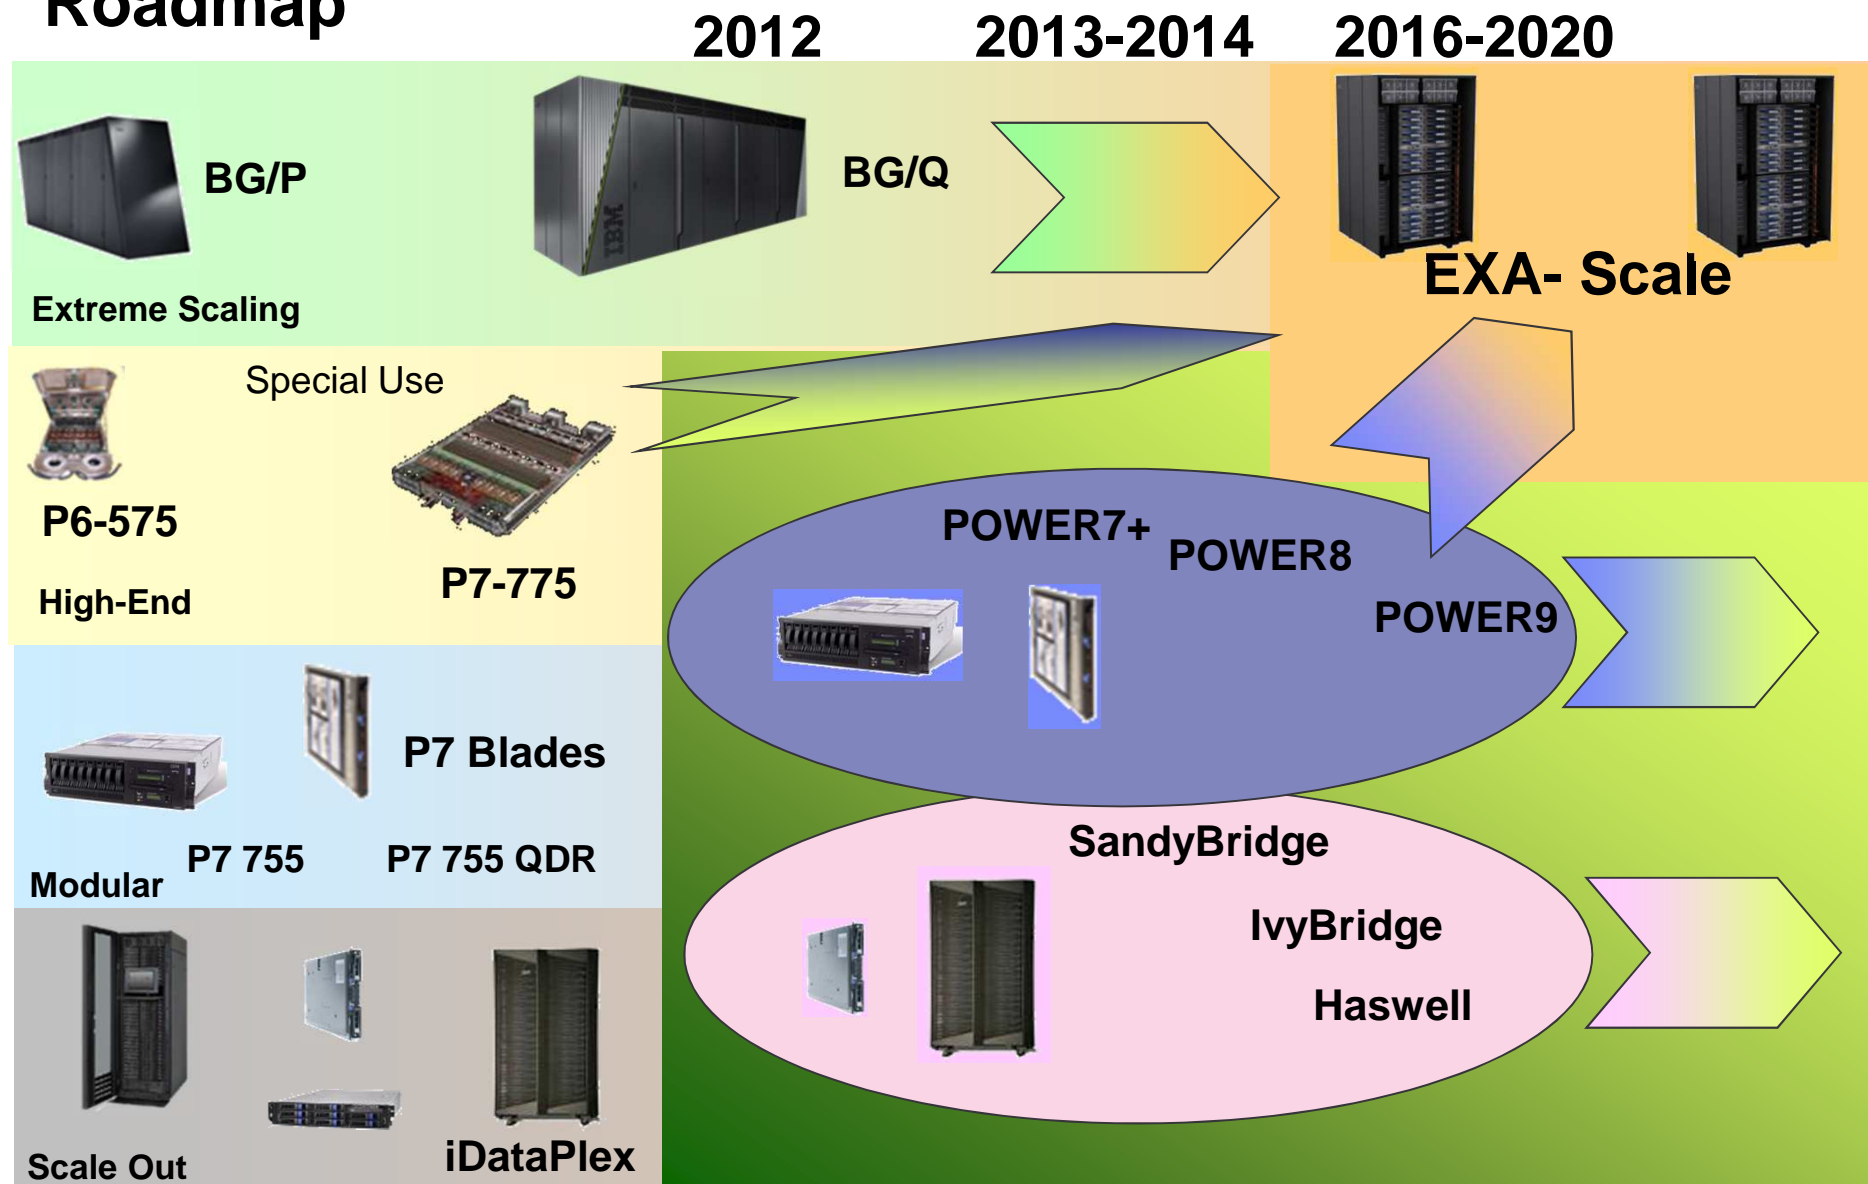 Roadmap
2012
2013-2014
2016-2020
BG/P
IBM
BG/Q
EXA- Scale
Extreme Scaling
Special Use
P6-575
P7-775
High-End
POWER7+
POWER8
POWER9
P7 Blades
P7 755
P7 755 QDR
Modular
SandyBridge
IvyBridge
Haswell
iDataPlex
Scale Out